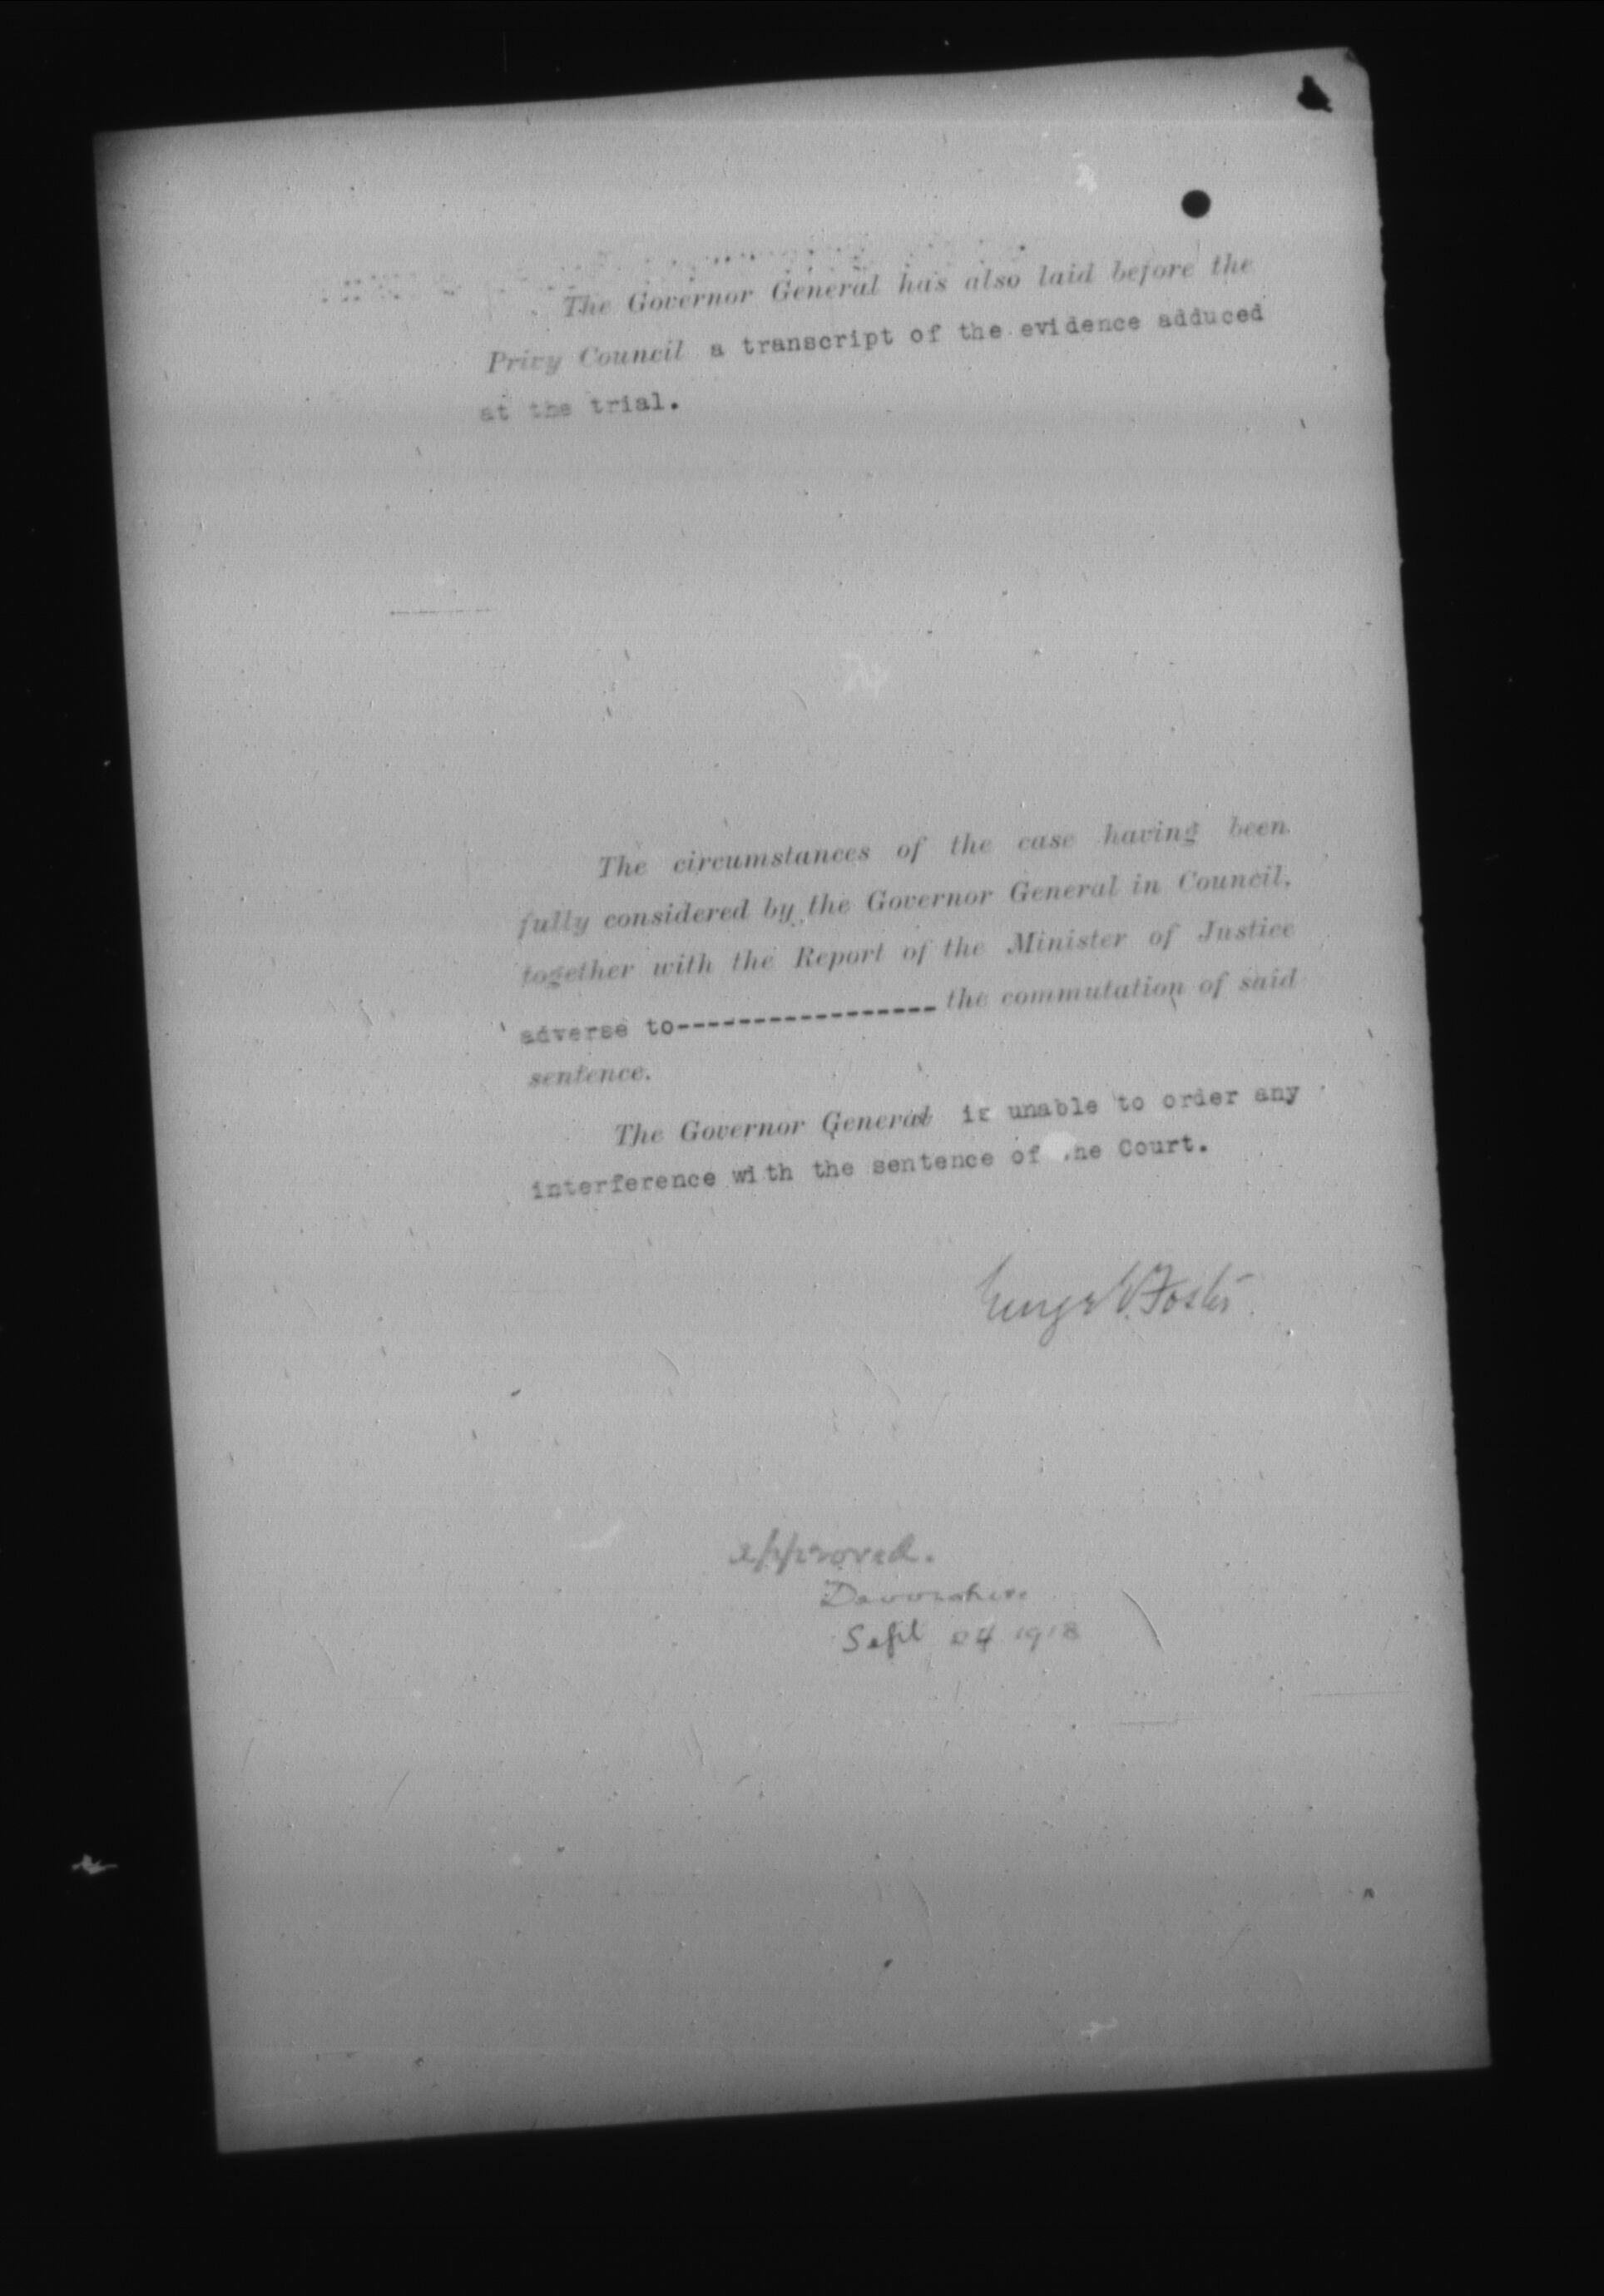 The Governor General has also laid before the
Privy Council a transcript of the evidence adduced
at the trial.
The circumstances of the case having been
fully considered by the Governor General in Council,
together with the Report of the Minister of Justice
adverse to------------------the commutation of said
sentence.
The Governor General is unable to order any
interference with the sentence of he Court.
George E. Foster.
Approved.
Devonshire
Sept 24 1918